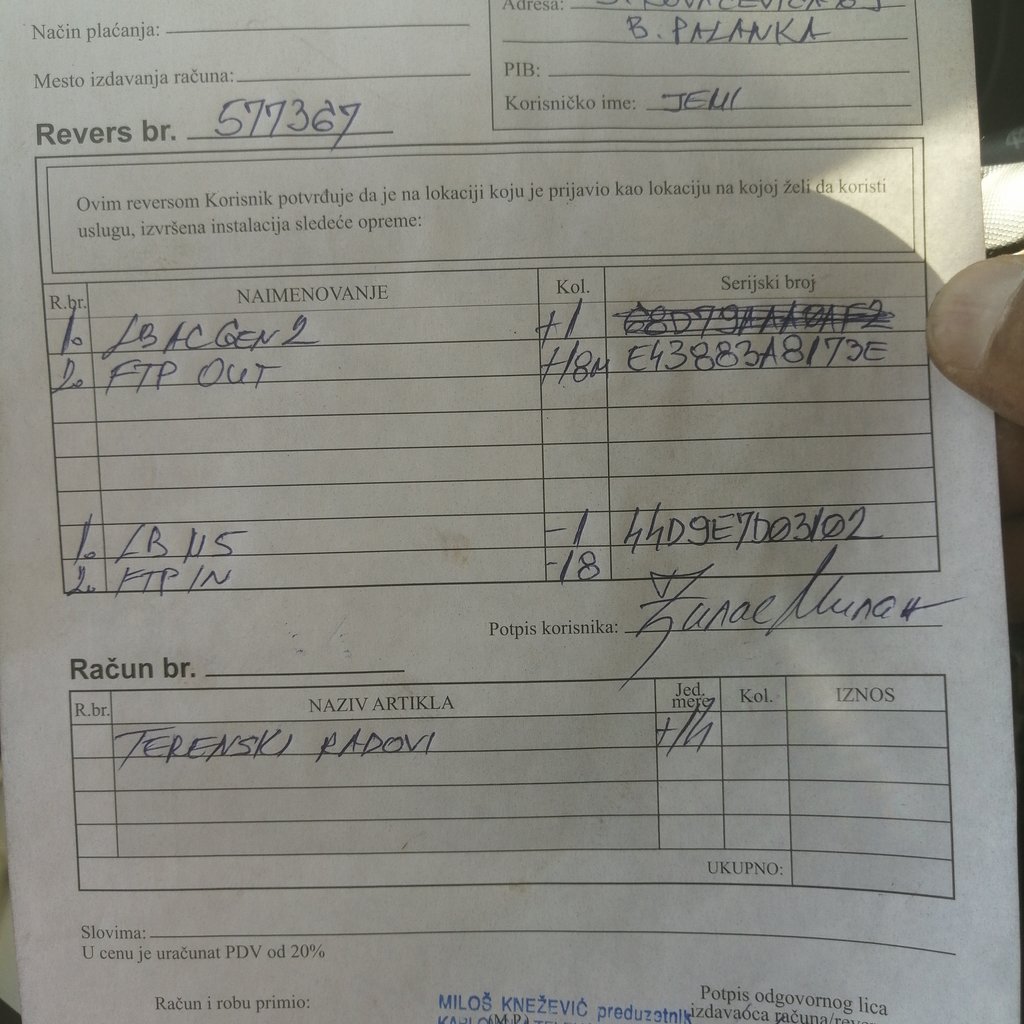 Način plaćanja:
Adresa:
B. PALANKA
Mesto izdavanja računa:
PIB:
Korisničko ime: JEMI
Revers br. 577367
Ovim reversom Korisnik potvrđuje da je na lokaciji koju je prijavio kao lokaciju na kojoj želi da koristi
uslugu, izvršena instalacija sledeće opreme:
R.br. NAIMENOVANJE Kol. Serijski broj
1. LB AC GEN 2 +1
2. FTP OUT +18M E43883A8173E
1. LB M5 -1 44D9E7D03102
2. FTP IN -18
Potpis korisnika:
Račun br.
R.br. NAZIV ARTIKLA Jed. mere Kol. IZNOS
TERENSKI RADOVI +1h
UKUPNO:
Slovima:
U cenu je uračunat PDV od 20%
Račun i robu primio:
MILOŠ KNEŽEVIĆ preduzetnik
Potpis odgovornog lica
(M.P.)